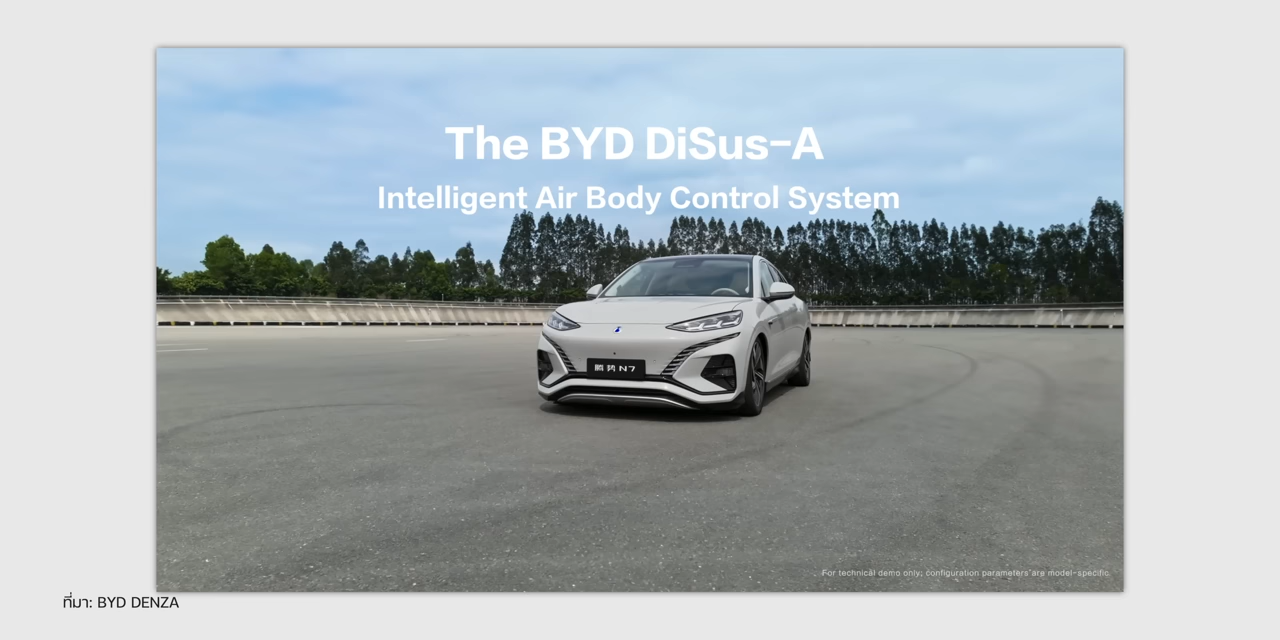 The BYD DiSus-A
Intelligent Air Body Control System
腾势 N7
For technical demo only; configuration parameters are model-specific.
ที่มา: BYD DENZA